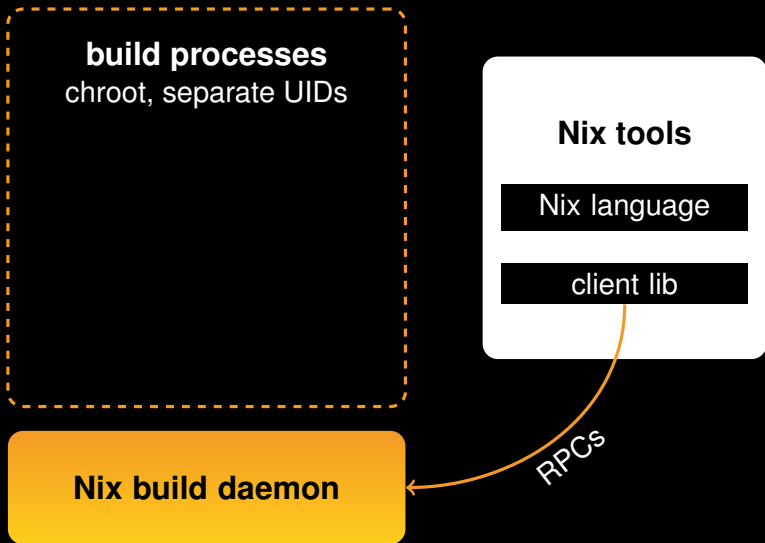 build processes
chroot, separate UIDs
Nix tools
Nix language
client lib
RPCs
Nix build daemon